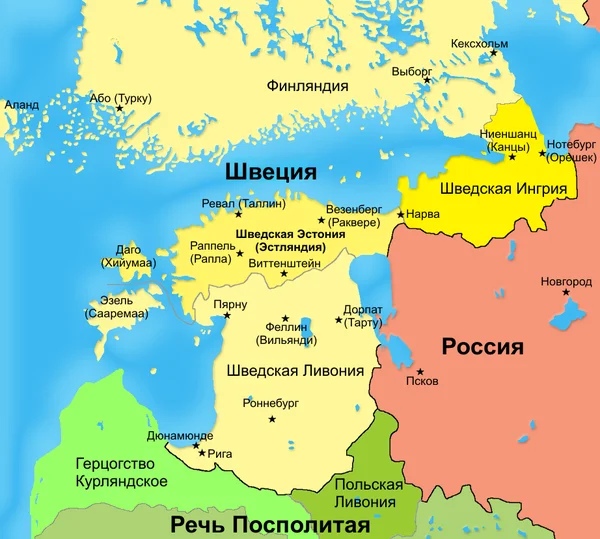 Кексхольм
Выборг
Финляндия
Аланд
Або (Турку)
Ниеншанц
(Канцы)
Нотебург
(Орешек)
Швеция
Шведская Ингрия
Ревал (Таллин)
Везенберг
(Раквере)
Нарва
Шведская Эстония
(Эстляндия)
Раппель
(Рапла)
Даго
(Хийумаа)
Виттенштейн
Новгород
Эзель
(Сааремаа)
Пярну
Дорпат
(Тарту)
Феллин
(Вильянди)
Россия
Шведская Ливония
Псков
Роннебург
Дюнамюнде
Рига
Герцогство
Курляндское
Польская
Ливония
Речь Посполитая